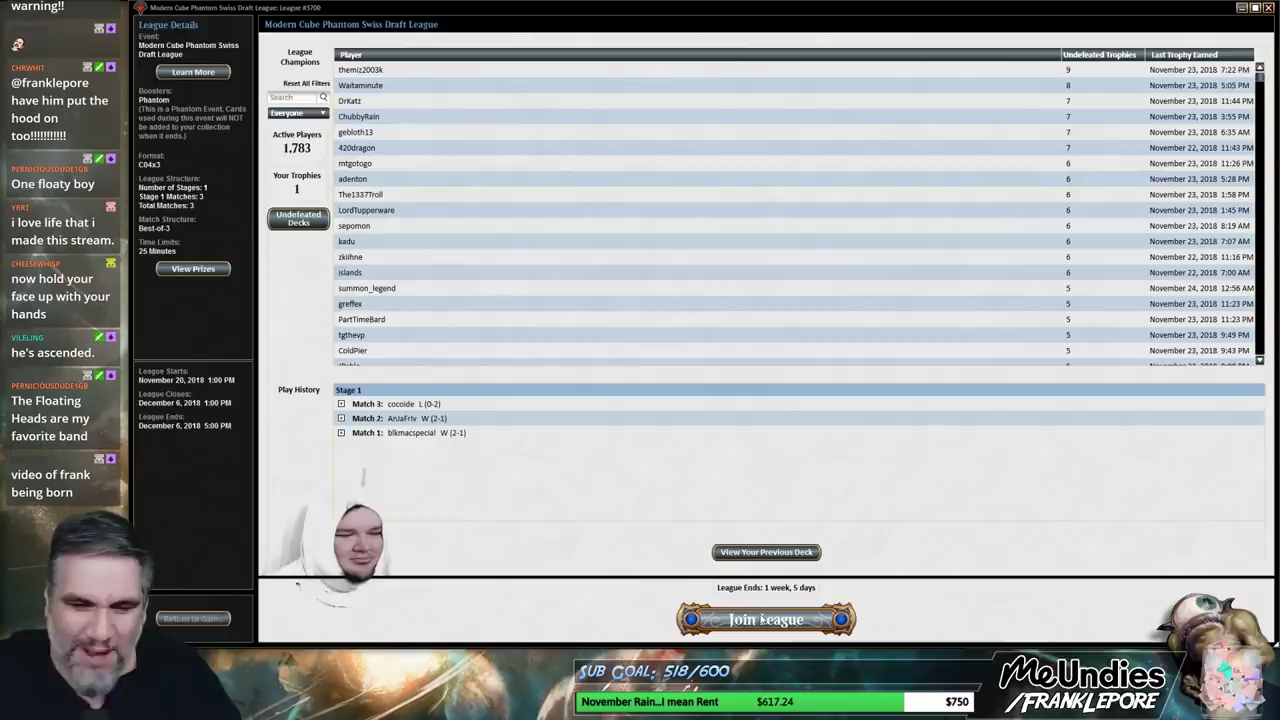 warning!!
Modern Cube Phantom Swiss Draft League: League #3700
CHRWHIT
@franklepore
have him put the
hood on
too!!!!!!!!!!!
PERNICIOUSDUDE1GB
One floaty boy
YRRT
i love life that i
made this stream.
CHEESEWHISP
now hold your
face up with your
hands
VILELING
he's ascended.
PERNICIOUSDUDE1GB
The Floating
Heads are my
favorite band
video of frank
being born
League Details
Event:
Modern Cube Phantom Swiss
Draft League
Learn More
Boosters:
Phantom
(This is a Phantom Event. Cards
used during this event will NOT
be added to your collection
when it ends.)
Format:
C04x3
League Structure:
Number of Stages: 1
Stage 1 Matches: 3
Total Matches: 3
Match Structure:
Best-of-3
Time Limits:
25 Minutes
View Prizes
League Starts:
November 20, 2018 1:00 PM
League Closes:
December 6, 2018 1:00 PM
League Ends:
December 6, 2018 5:00 PM
Modern Cube Phantom Swiss Draft League
League
Champions
Reset All Filters
Search
Everyone
Active Players
1,783
Your Trophies
1
Undefeated
Decks
Player Undefeated Trophies Last Trophy Earned
themiz2003k 9 November 23, 2018 7:22 PM
Waitaminute 8 November 23, 2018 5:05 PM
DrKatz 7 November 23, 2018 11:44 PM
ChubbyRain 7 November 23, 2018 3:55 PM
gebloth13 7 November 23, 2018 6:35 AM
420dragon 7 November 22, 2018 11:43 PM
mtgotogo 6 November 23, 2018 11:26 PM
adenton 6 November 23, 2018 5:28 PM
The1337Troll 6 November 23, 2018 1:58 PM
LordTupperware 6 November 23, 2018 1:45 PM
sepomon 6 November 23, 2018 8:19 AM
kadu 6 November 23, 2018 7:07 AM
zkiihne 6 November 22, 2018 11:16 PM
islands 6 November 22, 2018 7:00 AM
summon_legend 5 November 24, 2018 12:56 AM
greffex 5 November 23, 2018 11:23 PM
PartTimeBard 5 November 23, 2018 11:23 PM
tgthevp 5 November 23, 2018 9:49 PM
ColdPier 5 November 23, 2018 9:43 PM
Play History
Stage 1
Match 3: cocoide L (0-2)
Match 2: AnJaFrIv W (2-1)
Match 1: blkmacspecial W (2-1)
View Your Previous Deck
League Ends: 1 week, 5 days
Join League
SUB GOAL: 518/600
November Rain...I mean Rent $617.24 $750
MeUndies
/FRANKLEPORE